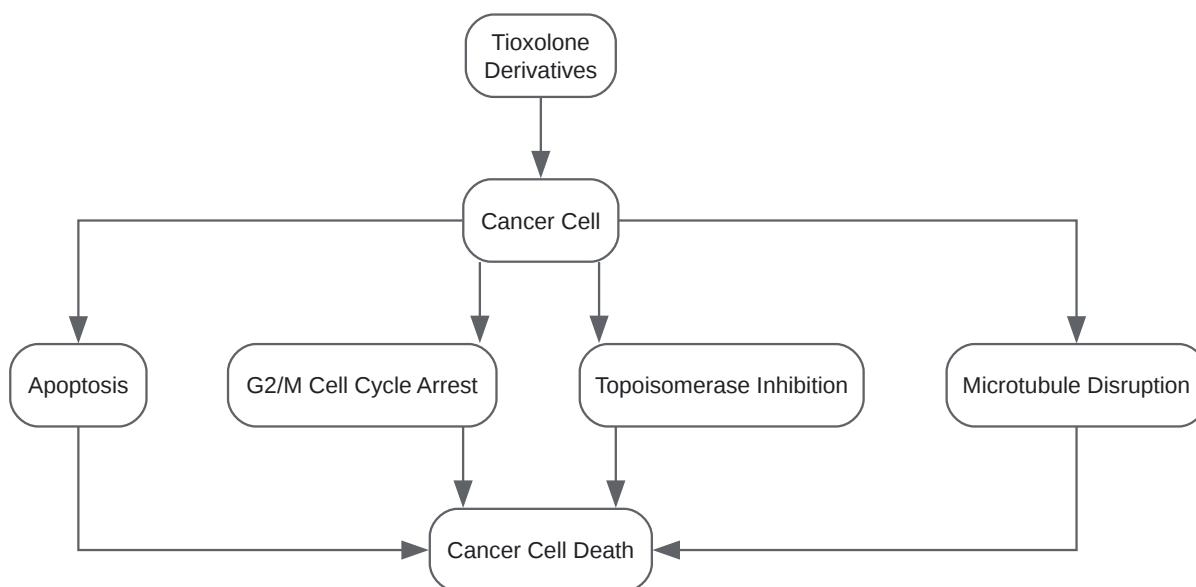 Tioxolone
Derivatives
Cancer Cell
Apoptosis
G2/M Cell Cycle Arrest
Topoisomerase Inhibition
Microtubule Disruption
Cancer Cell Death